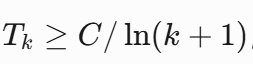 T_k ≥ C/ ln(k + 1)